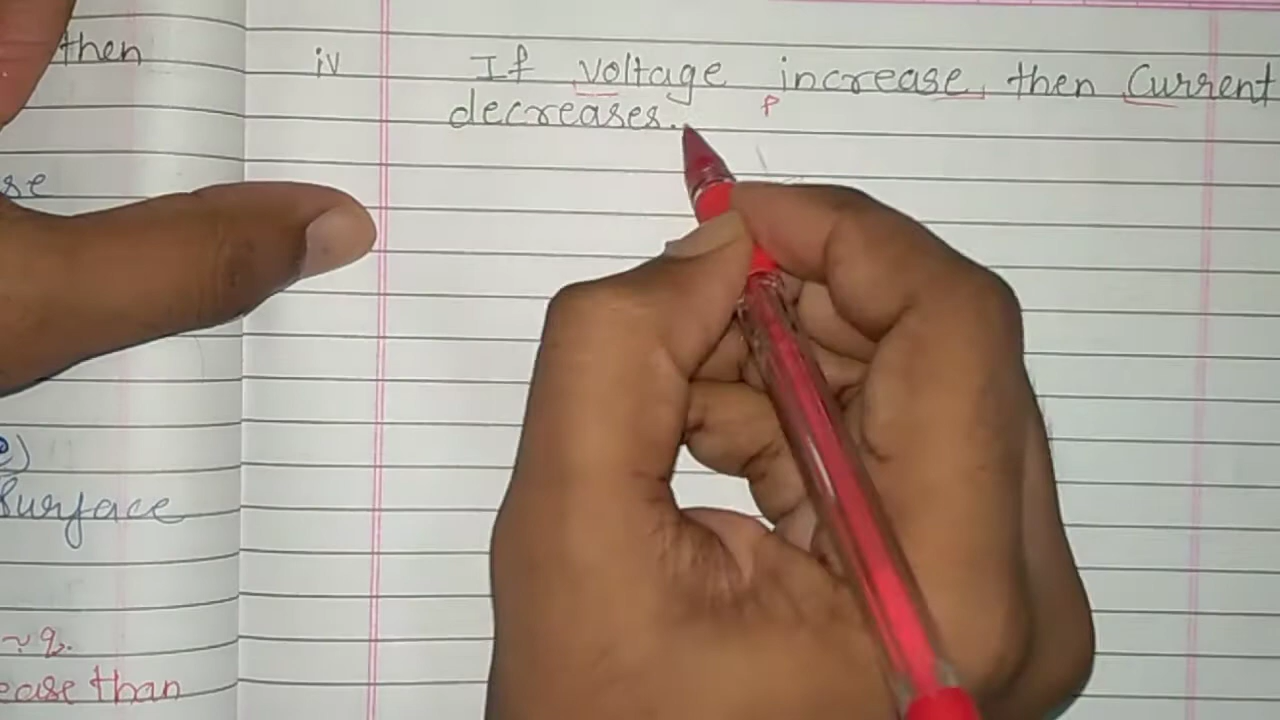 then
se
e)
Surface
~ q.
ease than
iv If voltage increase, then Current
P
decreases.